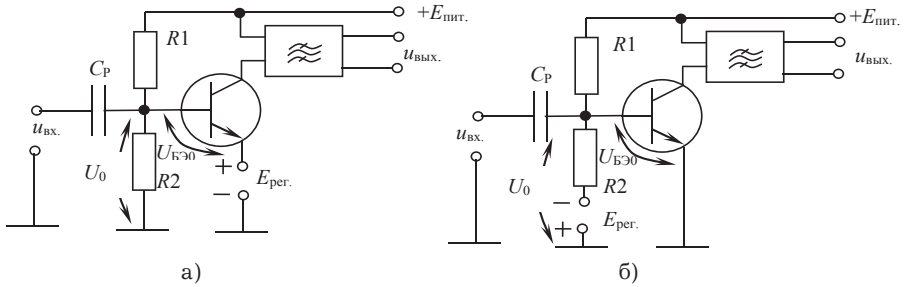 +Eпит.
R1
uвых.
CР
uвх.
UБЭ0
U0
R2
+
−
Eрег.
а)
+Eпит.
R1
uвых.
CР
uвх.
UБЭ0
U0
R2
−
+
Eрег.
б)